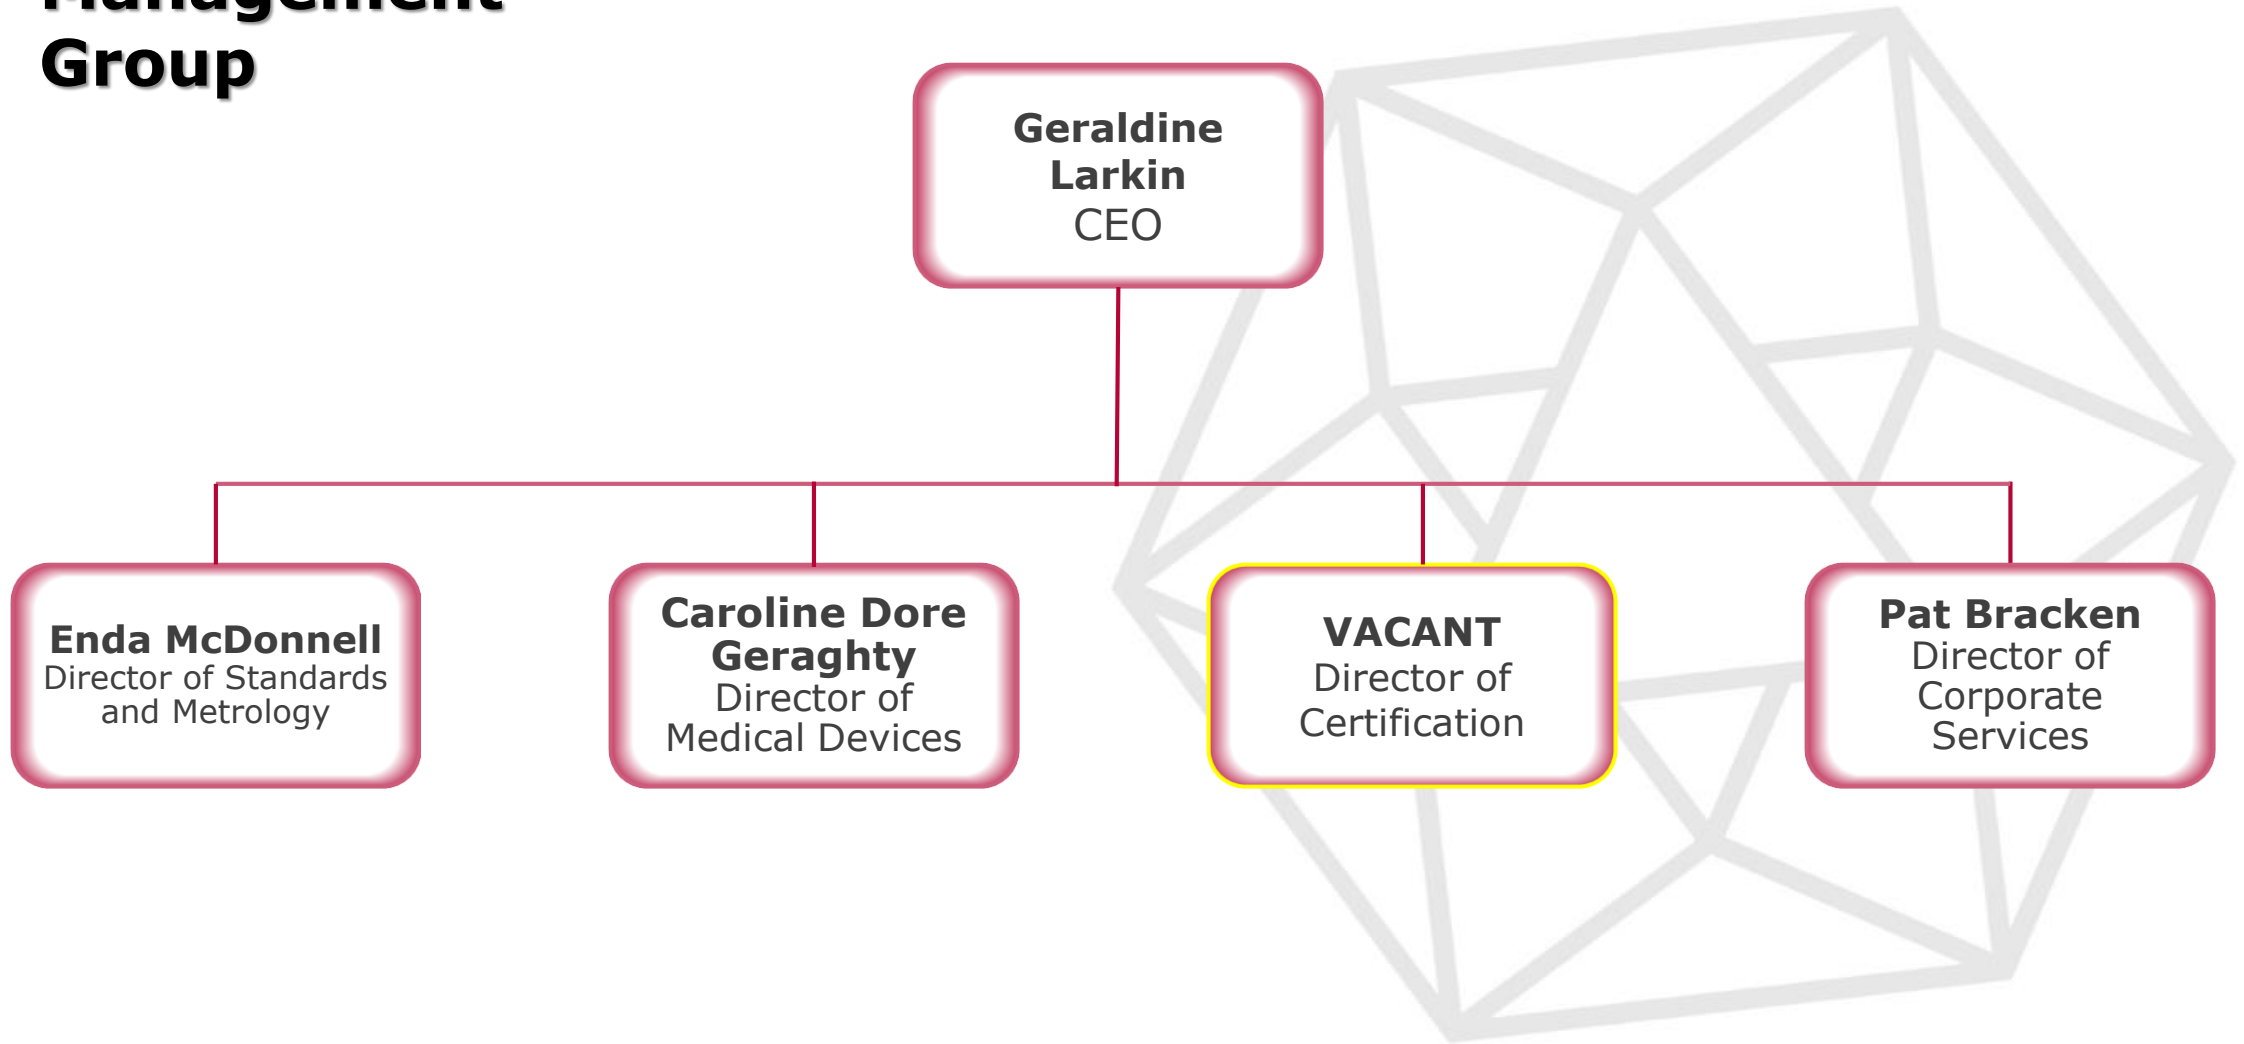 Management
Group
Geraldine
Larkin
CEO
Enda McDonnell
Director of Standards
and Metrology
Caroline Dore
Geraghty
Director of
Medical Devices
VACANT
Director of
Certification
Pat Bracken
Director of
Corporate
Services